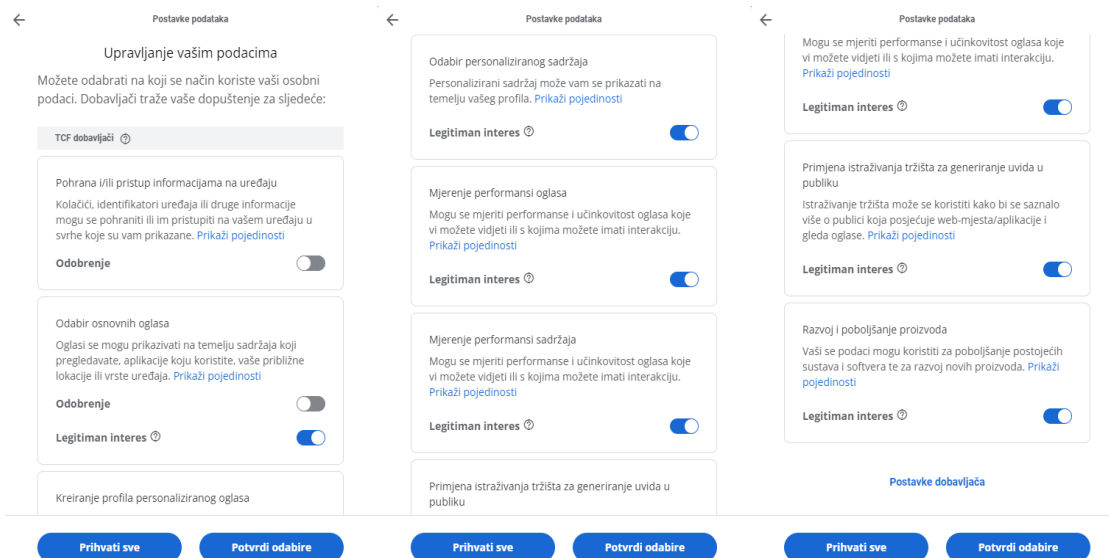 Postavke podataka
Upravljanje vašim podacima
Možete odabrati na koji se način koriste vaši osobni
podaci. Dobavljači traže vaše dopuštenje za sljedeće:
TCF dobavljači
Pohrana i/ili pristup informacijama na uređaju
Kolačići, identifikatori uređaja ili druge informacije
mogu se pohraniti ili im pristupiti na vašem uređaju u
svrhe koje su vam prikazane. Prikaži pojedinosti
Odobrenje
Odabir osnovnih oglasa
Oglasi se mogu prikazivati na temelju sadržaja koji
pregledavate, aplikacije koju koristite, vaše približne
lokacije ili vrste uređaja. Prikaži pojedinosti
Odobrenje
Legitiman interes
Kreiranje profila personaliziranog oglasa
Prihvati sve
Potvrdi odabire
Postavke podataka
Odabir personaliziranog sadržaja
Personalizirani sadržaj može vam se prikazati na
temelju vašeg profila. Prikaži pojedinosti
Legitiman interes
Mjerenje performansi oglasa
Mogu se mjeriti performanse i učinkovitost oglasa koje
vi možete vidjeti ili s kojima možete imati interakciju.
Prikaži pojedinosti
Legitiman interes
Mjerenje performansi sadržaja
Mogu se mjeriti performanse i učinkovitost oglasa koje
vi možete vidjeti ili s kojima možete imati interakciju.
Prikaži pojedinosti
Legitiman interes
Primjena istraživanja tržišta za generiranje uvida u
publiku
Prihvati sve
Potvrdi odabire
Postavke podataka
Mogu se mjeriti performanse i učinkovitost oglasa koje
vi možete vidjeti ili s kojima možete imati interakciju.
Prikaži pojedinosti
Legitiman interes
Primjena istraživanja tržišta za generiranje uvida u
publiku
Istraživanje tržišta može se koristiti kako bi se saznalo
više o publici koja posjećuje web-mjesta/aplikacije i
gleda oglase. Prikaži pojedinosti
Legitiman interes
Razvoj i poboljšanje proizvoda
Vaši se podaci mogu koristiti za poboljšanje postojećih
sustava i softvera te za razvoj novih proizvoda. Prikaži
pojedinosti
Legitiman interes
Postavke dobavljača
Prihvati sve
Potvrdi odabire